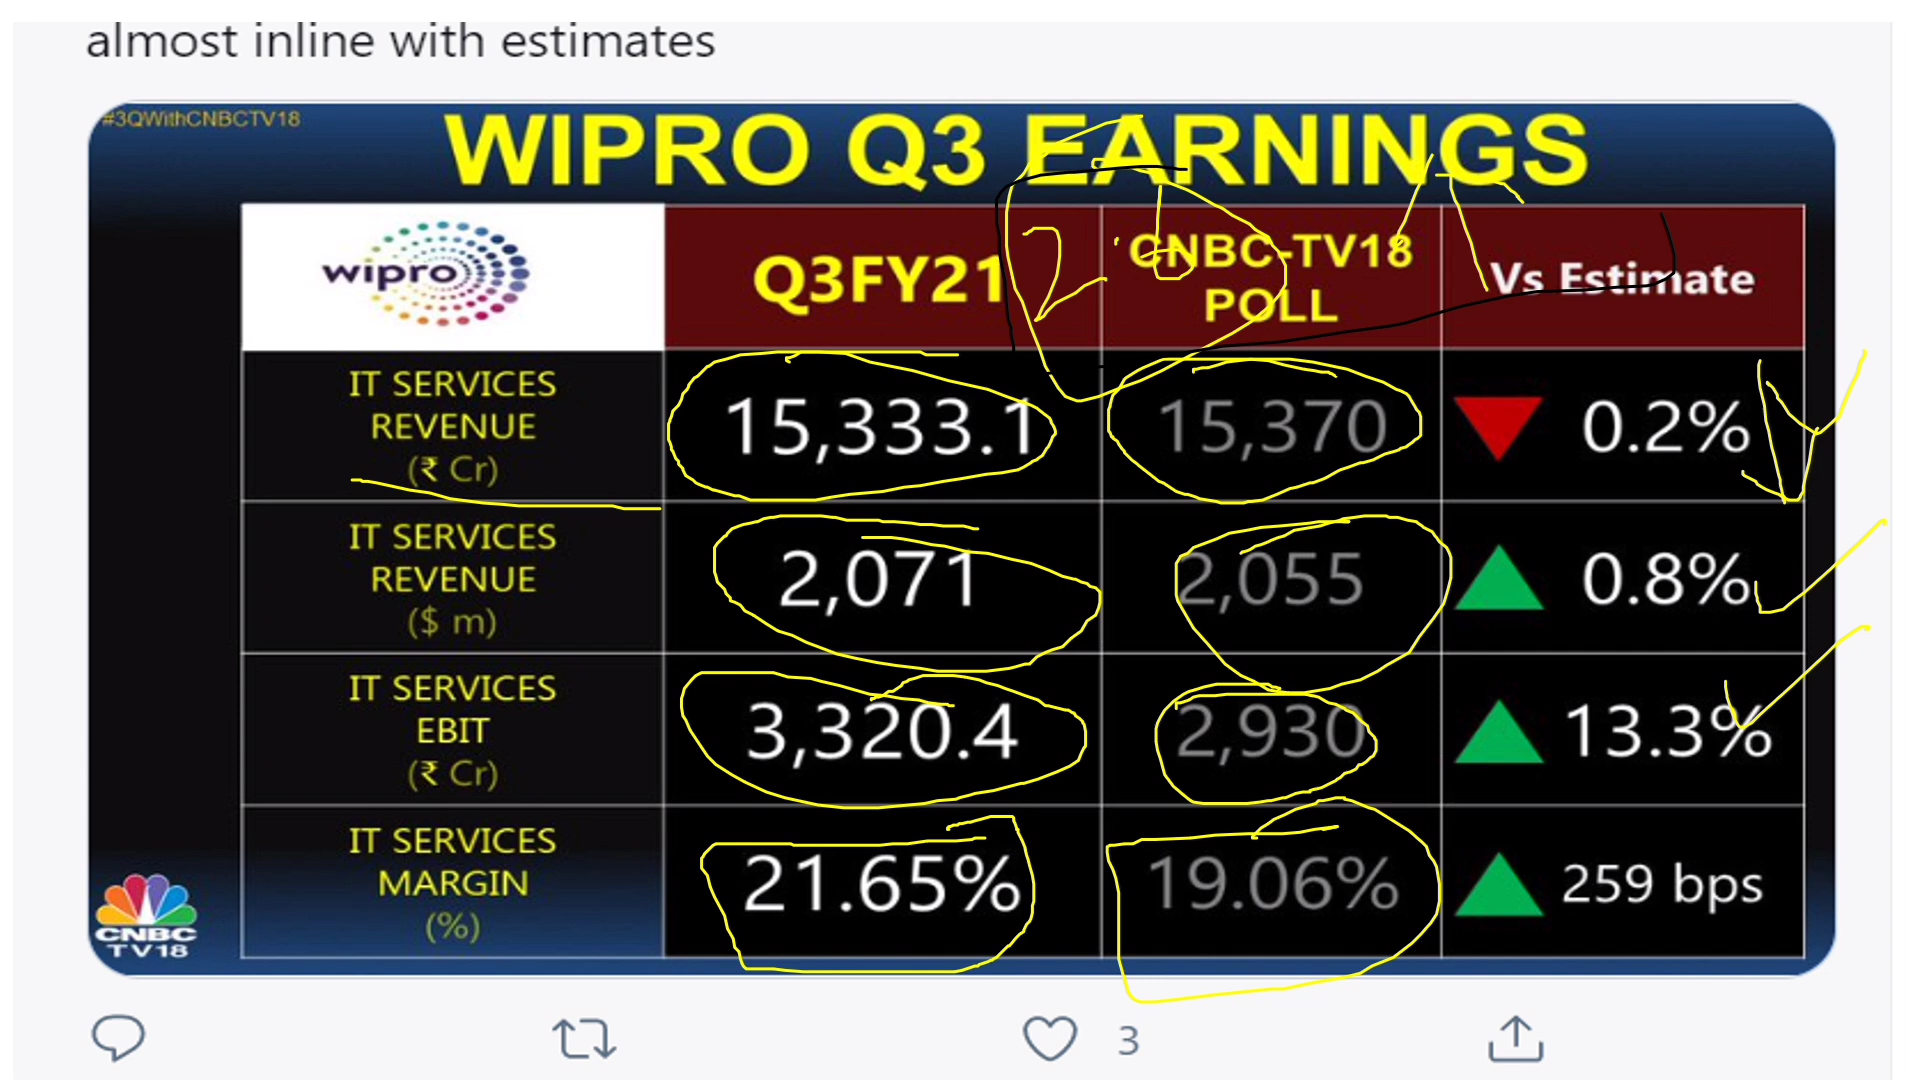 almost inline with estimates
#3QWithCNBCTV18
WIPRO Q3 EARNINGS
wipro
Q3FY21
CNBC-TV18
POLL
Vs Estimate
IT SERVICES
REVENUE
(₹ Cr)
15,333.1
15,370
0.2%
IT SERVICES
REVENUE
($ m)
2,071
2,055
0.8%
IT SERVICES
EBIT
(₹ Cr)
3,320.4
2,930
13.3%
IT SERVICES
MARGIN
(%)
21.65%
19.06%
259 bps
CNBC
TV18
3